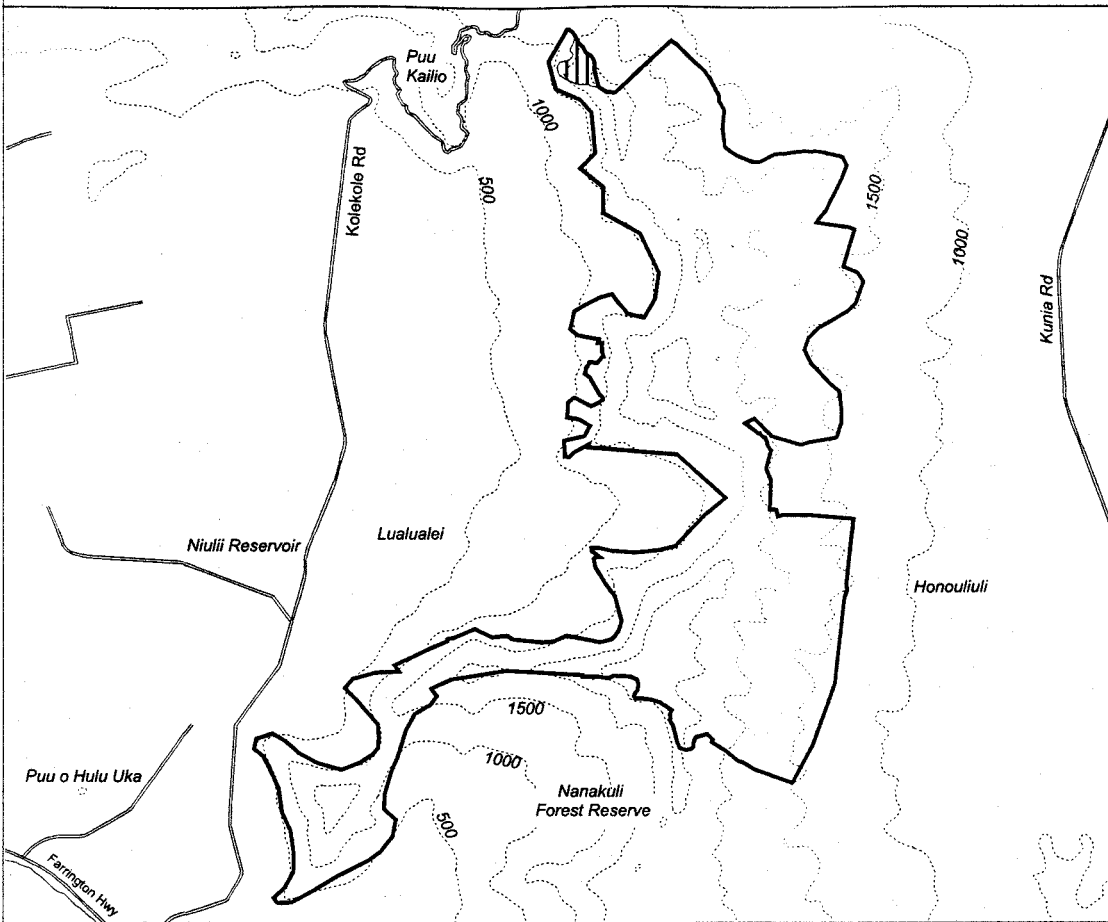 Puu
Kailio
1000
500
Kolekole Rd
1500
1000
Kunia Rd
Niulii Reservoir
Lualualei
Honouliuli
1500
1000
500
Puu o Hulu Uka
Nanakuli
Forest Reserve
Farrington Hwy